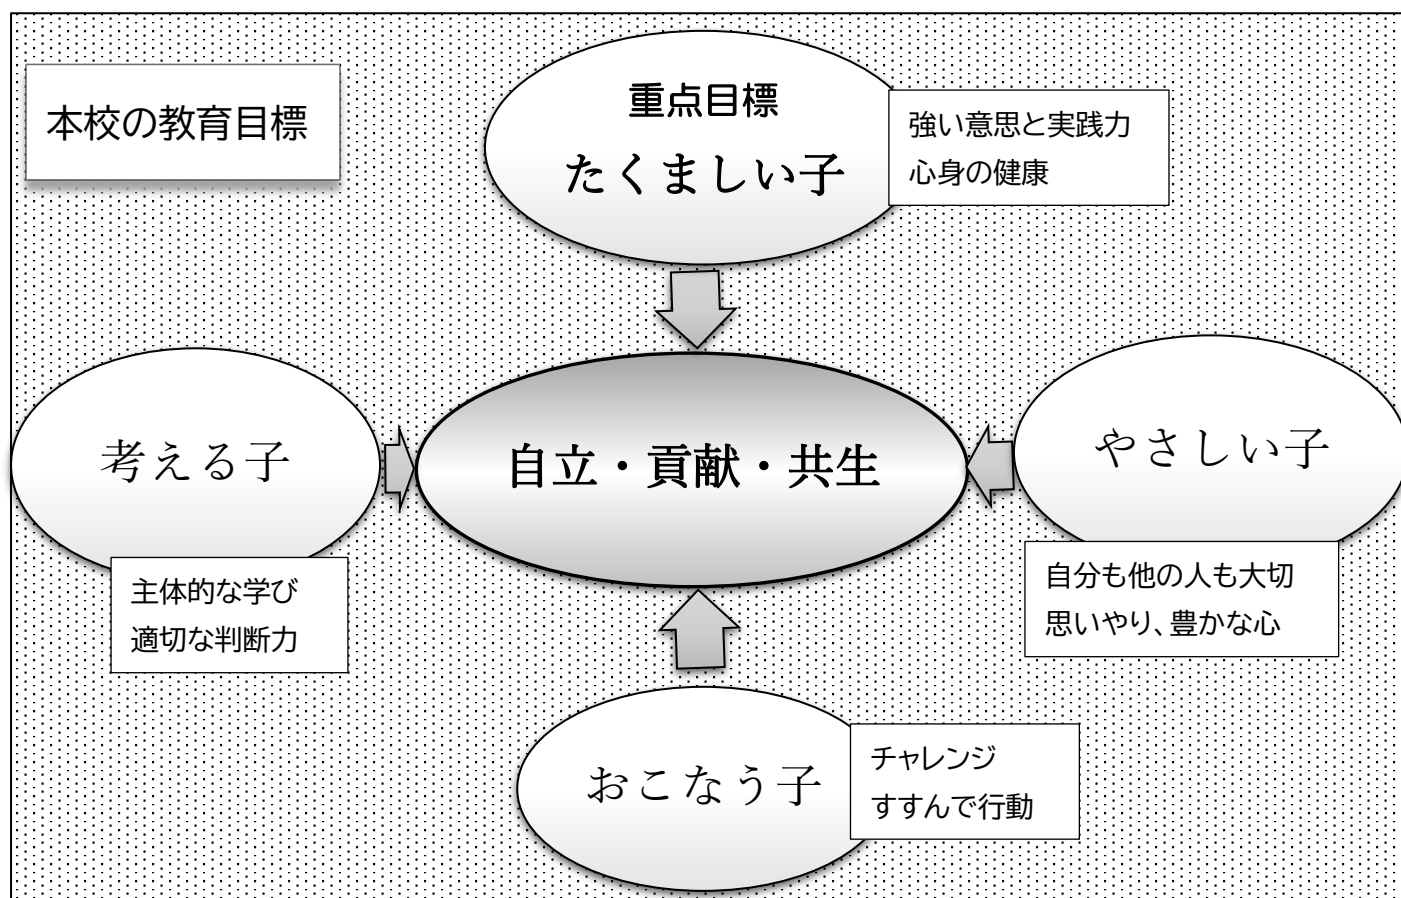 本校の教育目標
重点目標
たくましい子
強い意思と実践力
心身の健康
考える子
主体的な学び
適切な判断力
自立・貢献・共生
やさしい子
自分も他の人も大切
思いやり、豊かな心
おこなう子
チャレンジ
すすんで行動